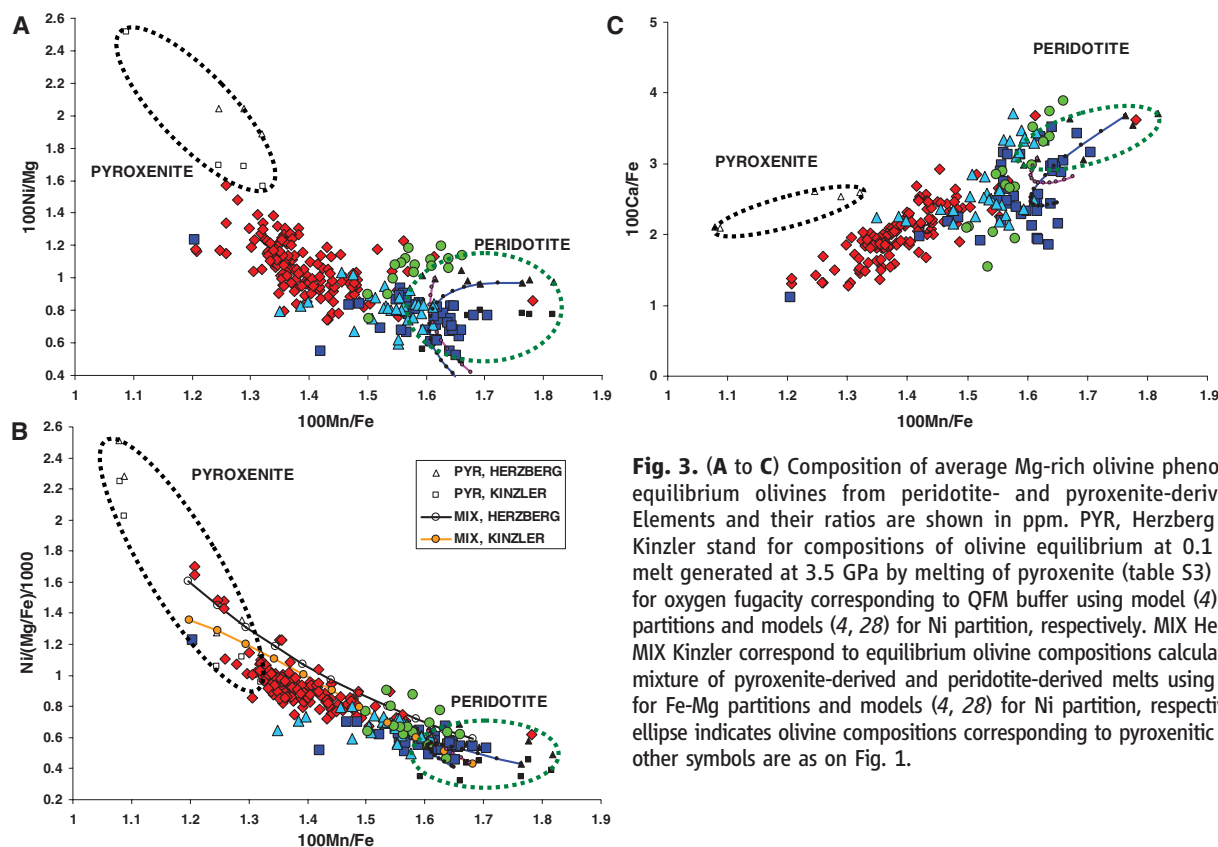 A
2.6
2.4
2.2
2.0
1.8
1.6
1.4
1.2
1.0
0.8
0.6
0.4
100Ni/Mg
PYROXENITE
PERIDOTITE
1 1.1 1.2 1.3 1.4 1.5 1.6 1.7 1.8 1.9
100Mn/Fe
B
2.6
2.4
2.2
2
1.8
1.6
1.4
1.2
1
0.8
0.6
0.4
0.2
Ni/(Mg/Fe)/1000
PYROXENITE
PYR, HERZBERG
PYR, KINZLER
MIX, HERZBERG
MIX, KINZLER
PERIDOTITE
1 1.1 1.2 1.3 1.4 1.5 1.6 1.7 1.8 1.9
100Mn/Fe
C
5
4
3
2
1
0
100Ca/Fe
PERIDOTITE
PYROXENITE
1 1.1 1.2 1.3 1.4 1.5 1.6 1.7 1.8 1.9
100Mn/Fe
Fig. 3. (A to C) Composition of average Mg-rich olivine pheno
equilibrium olivines from peridotite- and pyroxenite-deriv
Elements and their ratios are shown in ppm. PYR, Herzberg
Kinzler stand for compositions of olivine equilibrium at 0.1
melt generated at 3.5 GPa by melting of pyroxenite (table S3)
for oxygen fugacity corresponding to QFM buffer using model (4)
partitions and models (4, 28) for Ni partition, respectively. MIX He
MIX Kinzler correspond to equilibrium olivine compositions calcula
mixture of pyroxenite-derived and peridotite-derived melts using
for Fe-Mg partitions and models (4, 28) for Ni partition, respecti
ellipse indicates olivine compositions corresponding to pyroxenitic
other symbols are as on Fig. 1.